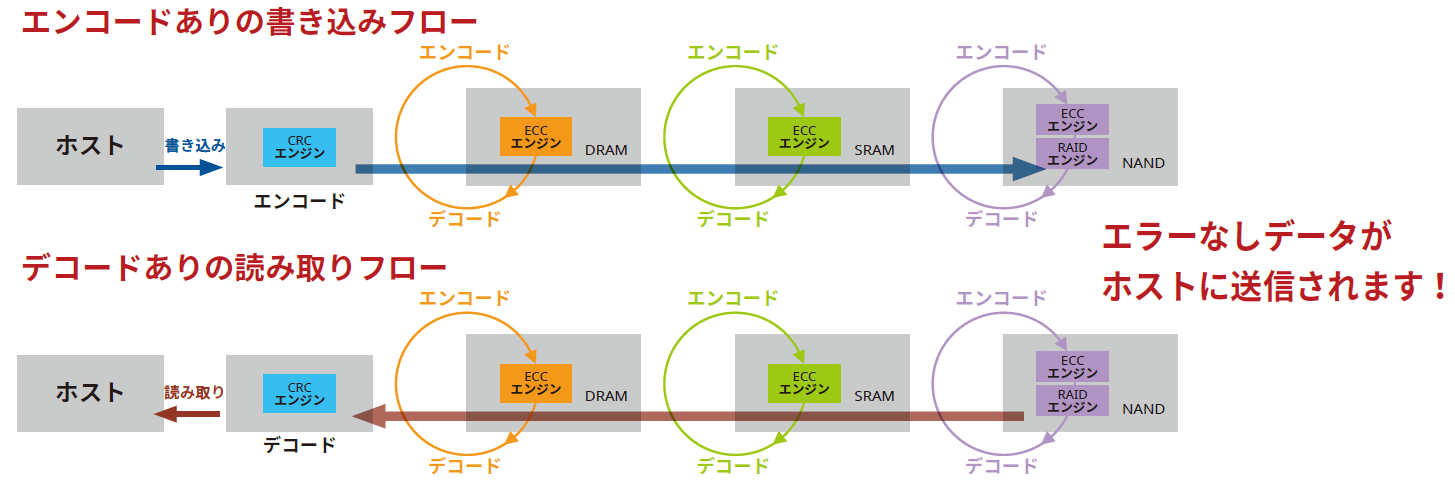 エンコードありの書き込みフロー
エンコード
エンコード
エンコード
ホスト
書き込み
CRC
エンジン
エンコード
ECC
エンジン
DRAM
デコード
ECC
エンジン
SRAM
デコード
ECC
エンジン
RAID
エンジン
NAND
デコード
エラーなしデータが
ホストに送信されます！
デコードありの読み取りフロー
エンコード
エンコード
エンコード
ホスト
読み取り
CRC
エンジン
デコード
ECC
エンジン
DRAM
デコード
ECC
エンジン
SRAM
デコード
ECC
エンジン
RAID
エンジン
NAND
デコード